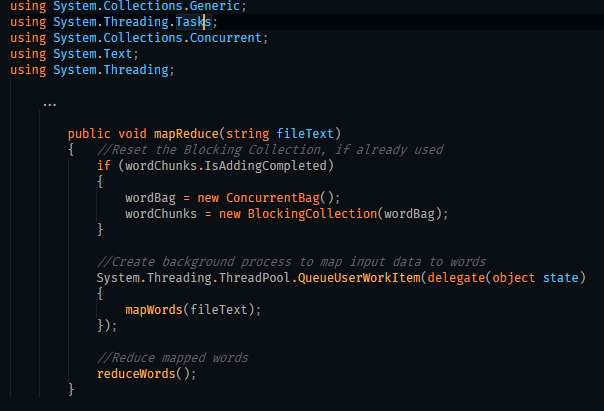 using System.Collections.Generic;
using System.Threading.Tasks;
using System.Collections.Concurrent;
using System.Text;
using System.Threading;
...
public void mapReduce(string fileText)
{ //Reset the Blocking Collection, if already used
if (wordChunks.IsAddingCompleted)
{
wordBag = new ConcurrentBag();
wordChunks = new BlockingCollection(wordBag);
}
//Create background process to map input data to words
System.Threading.ThreadPool.QueueUserWorkItem(delegate(object state)
{
mapWords(fileText);
});
//Reduce mapped words
reduceWords();
}